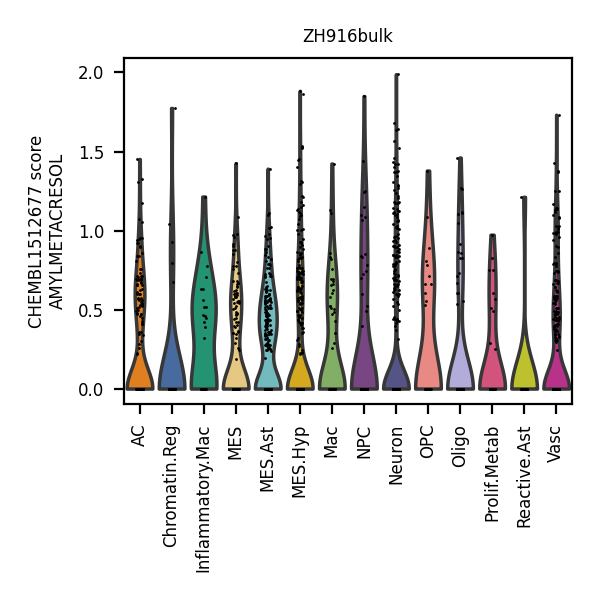 ZH916bulk
CHEMBL1512677 score
AMYLMETACRESOL
2.0
1.5
1.0
0.5
0.0
AC
Chromatin.Reg
Inflammatory.Mac
MES
MES.Ast
MES.Hyp
Mac
NPC
Neuron
OPC
Oligo
Prolif.Metab
Reactive.Ast
Vasc